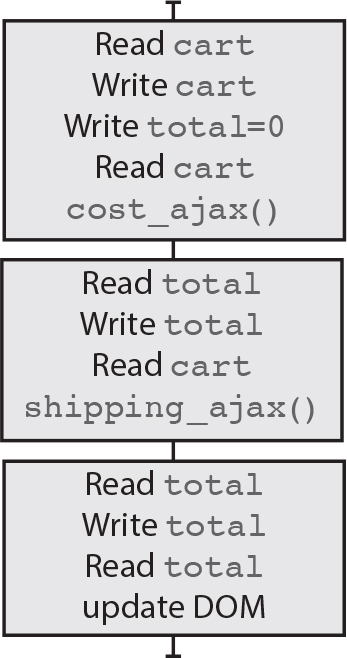 Read cart
Write cart
Write total=0
Read cart
cost_ajax()
Read total
Write total
Read cart
shipping_ajax()
Read total
Write total
Read total
update DOM